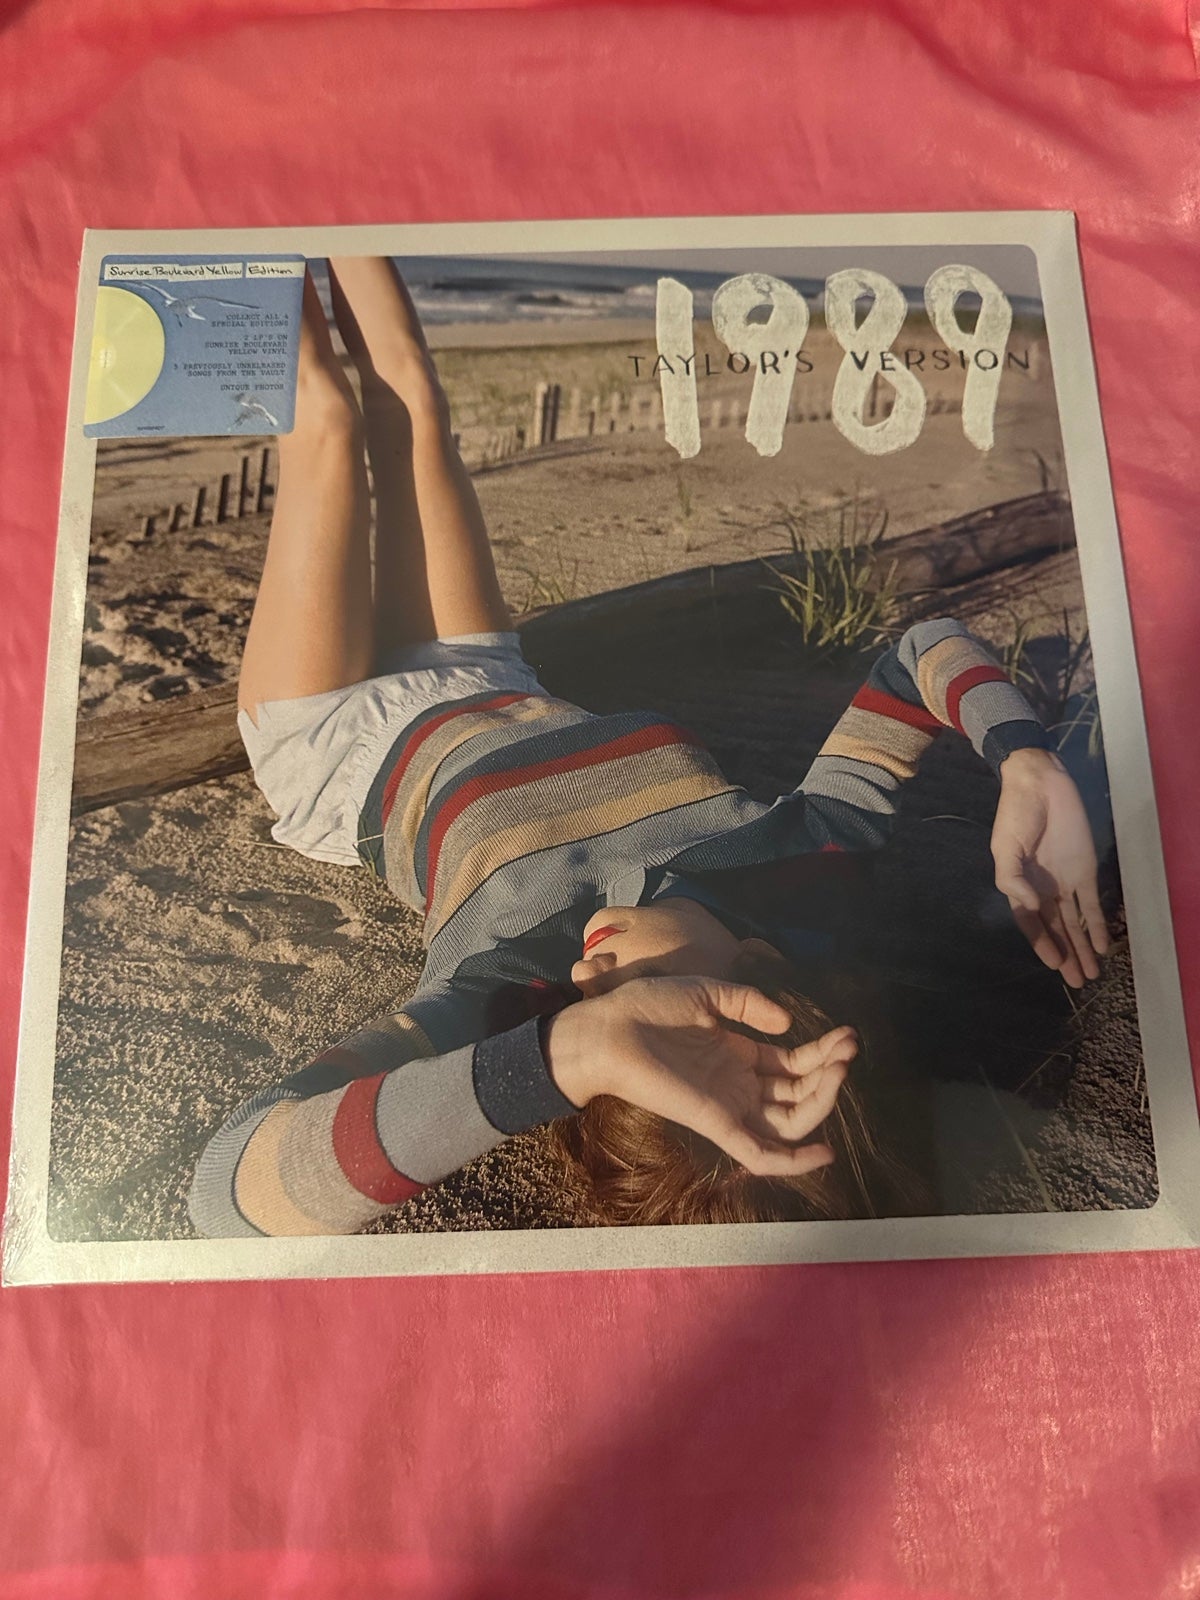 Sunrise Boulevard Yellow Edition
COLLECT ALL 4
SPECIAL EDITIONS
2 LP'S ON
SUNRISE BOULEVARD
YELLOW VINYL
5 PREVIOUSLY UNRELEASED
SONGS FROM THE VAULT
UNIQUE PHOTOS
1989
TAYLOR'S VERSION